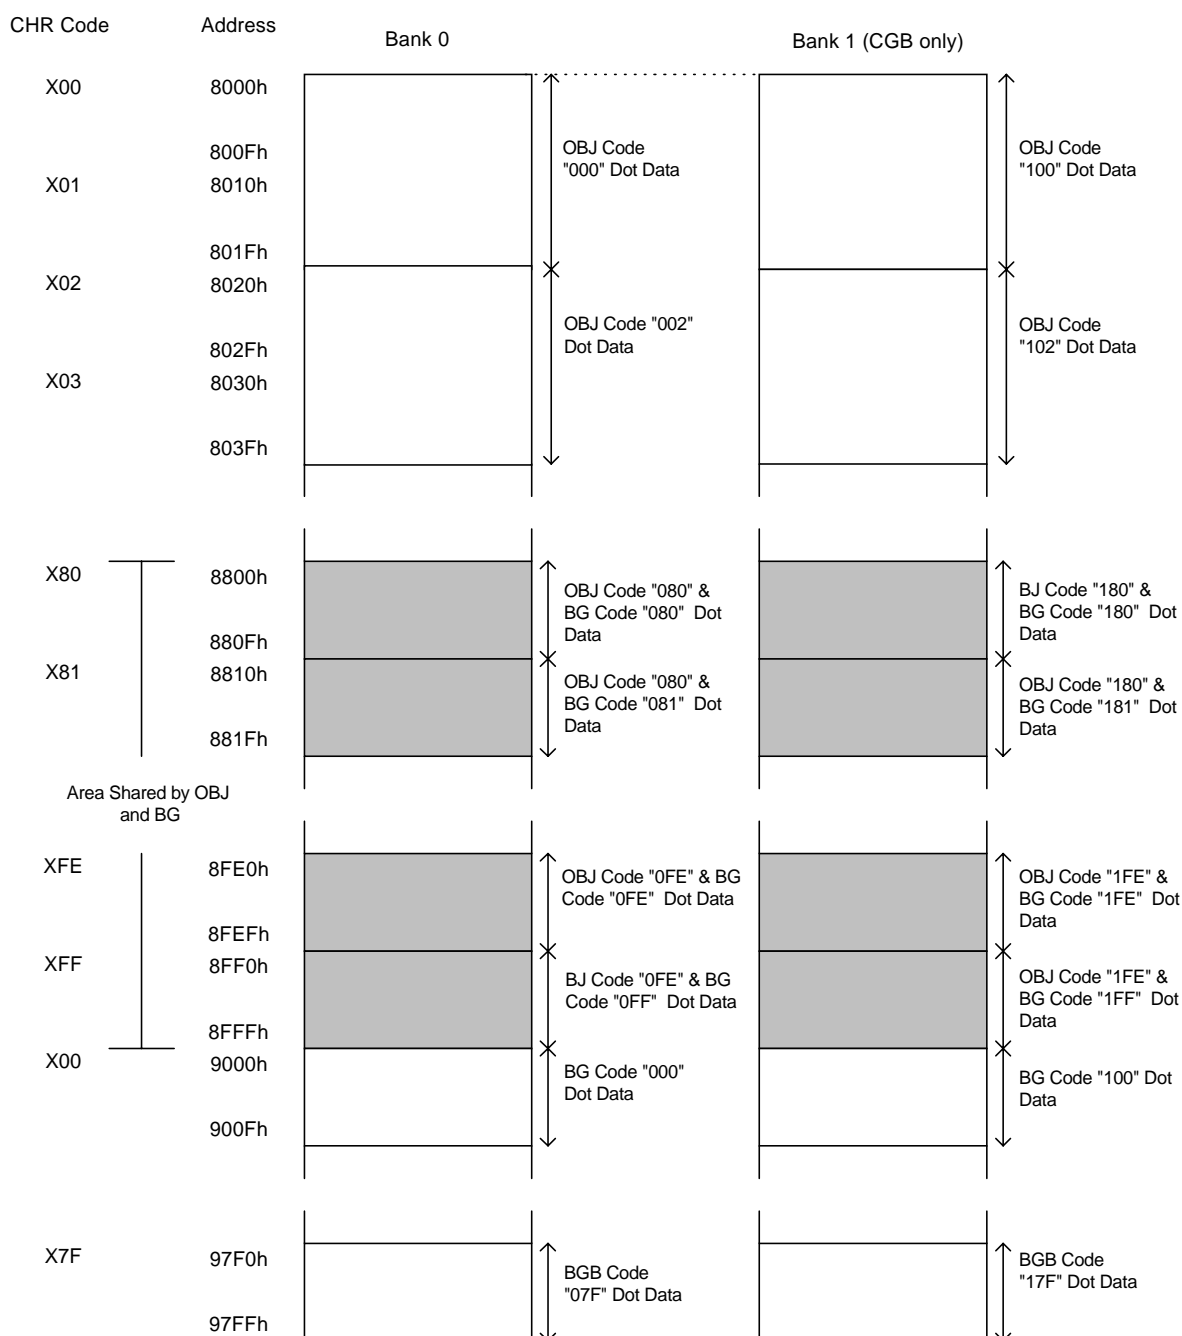 CHR Code Address Bank 0 Bank 1 (CGB only)
X00 8000h
800Fh
OBJ Code
"000" Dot Data
OBJ Code
"100" Dot Data
X01 8010h
801Fh
X02 8020h
802Fh
OBJ Code "002"
Dot Data
OBJ Code
"102" Dot Data
X03 8030h
803Fh
X80 8800h
880Fh
OBJ Code "080" &
BG Code "080" Dot
Data
BJ Code "180" &
BG Code "180" Dot
Data
X81 8810h
881Fh
OBJ Code "080" &
BG Code "081" Dot
Data
OBJ Code "180" &
BG Code "181" Dot
Data
Area Shared by OBJ
and BG
XFE 8FE0h
8FEFh
OBJ Code "0FE" & BG
Code "0FE" Dot Data
OBJ Code "1FE" &
BG Code "1FE" Dot
Data
XFF 8FF0h
8FFFh
BJ Code "0FE" & BG
Code "0FF" Dot Data
OBJ Code "1FE" &
BG Code "1FF" Dot
Data
X00 9000h
900Fh
BG Code "000"
Dot Data
BG Code "100" Dot
Data
X7F 97F0h
97FFh
BGB Code
"07F" Dot Data
BGB Code
"17F" Dot Data